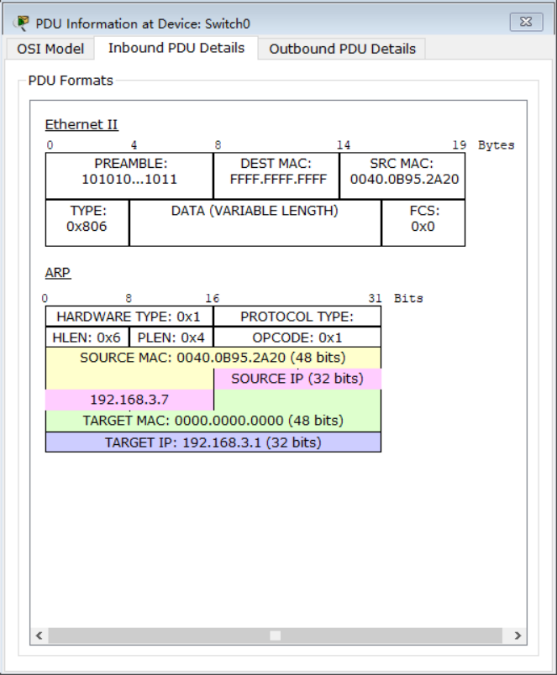 PDU Information at Device: Switch0
OSI Model Inbound PDU Details Outbound PDU Details
PDU Formats
Ethernet II
0 4 8 14 19 Bytes
PREAMBLE: DEST MAC: SRC MAC:
101010...1011 FFFF.FFFF.FFFF 0040.0B95.2A20
TYPE: DATA (VARIABLE LENGTH) FCS:
0x806 0x0
ARP
0 8 16 31 Bits
HARDWARE TYPE: 0x1 PROTOCOL TYPE:
HLEN: 0x6 PLEN: 0x4 OPCODE: 0x1
SOURCE MAC: 0040.0B95.2A20 (48 bits)
SOURCE IP (32 bits)
192.168.3.7
TARGET MAC: 0000.0000.0000 (48 bits)
TARGET IP: 192.168.3.1 (32 bits)